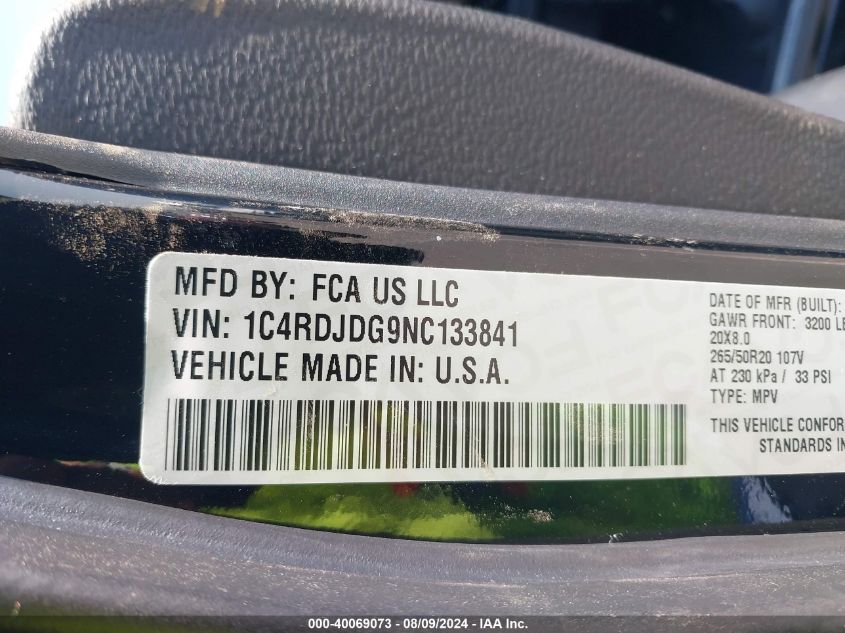 MFD BY: FCA US LLC
VIN: 1C4RDJDG9NC133841
VEHICLE MADE IN: U.S.A.
DATE OF MFR (BUILT):
GAWR FRONT: 3200 LB
20X8.0
265/50R20 107V
AT 230 kPa / 33 PSI
TYPE: MPV
THIS VEHICLE CONFOR
STANDARDS IN
000-40069073 - 08/09/2024 - IAA Inc.